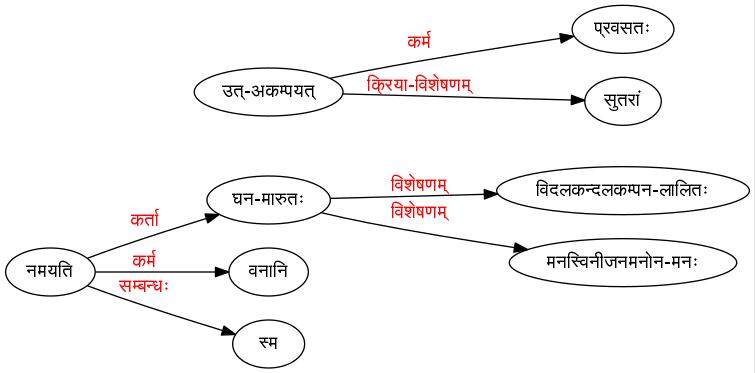 प्रवसतः
कर्म
उत्-अकम्पयत्
क्रिया-विशेषणम्
सुतरां
विशेषणम्
विदलकन्दलकम्पन-लालितः
घन-मारुतः
विशेषणम्
कर्ता
मनस्विनीजनमनोन-मनः
नमयति
कर्म
वनानि
सम्बन्धः
स्म